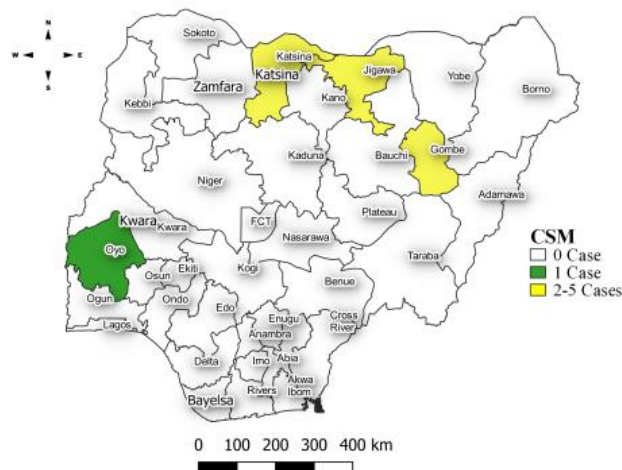 N
W E
S
Sokoto
Katsina
Zamfara
Katsina
Jigawa
Yobe
Borno
Kebbi
Kano
Kaduna
Bauchi
Gombe
Niger
Adamawa
Plateau
Kwara
Kwara
FCT
Nasarawa
Oyo
Taraba
Osun
Ekiti
Kogi
Benue
Ogun
Ondo
Edo
Enugu
Cross
River
Lagos
Anambra
Delta
Imo
Abia
Akwa
Ibom
Bayelsa
Rivers
CSM
0 Case
1 Case
2-5 Cases
0 100 200 300 400 km